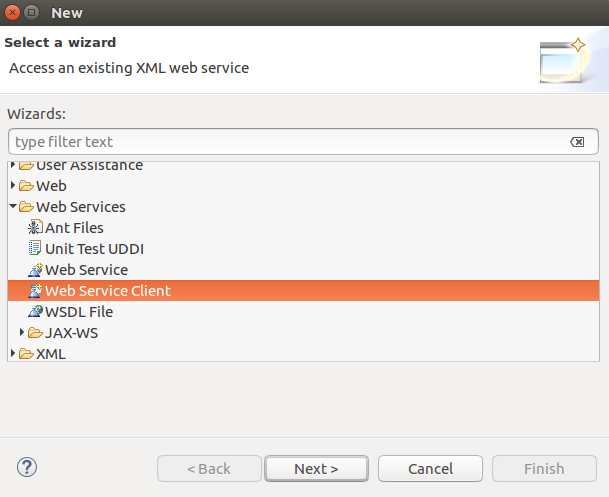 New
Select a wizard
Access an existing XML web service
Wizards:
type filter text
User Assistance
Web
Web Services
Ant Files
Unit Test UDDI
Web Service
Web Service Client
WSDL File
JAX-WS
XML
?
< Back
Next >
Cancel
Finish